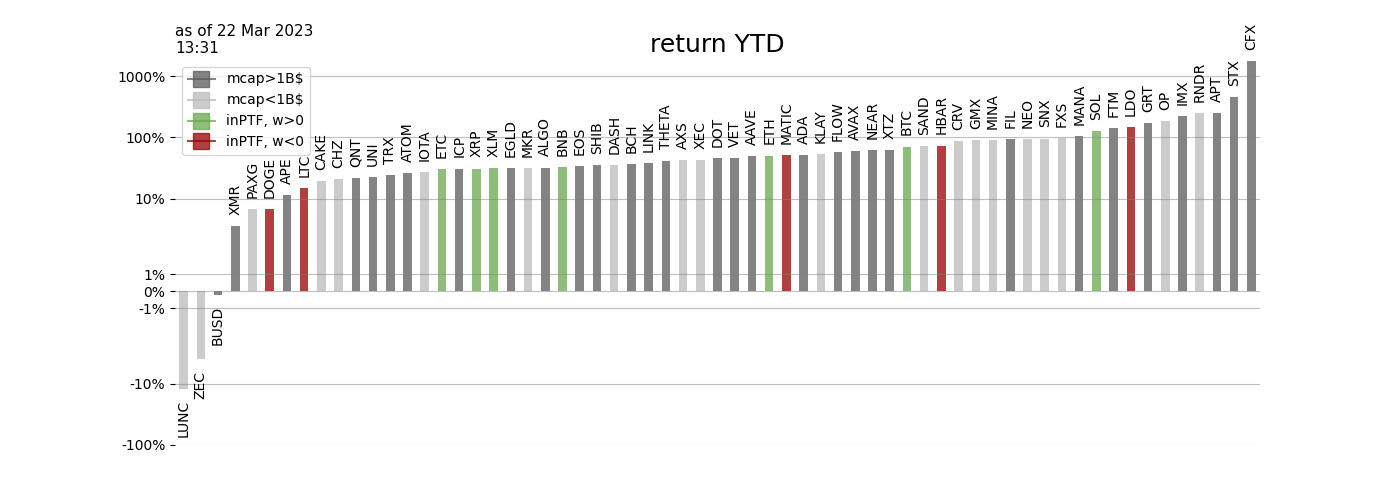 as of 22 Mar 2023
13:31
return YTD
mcap>1B$
mcap<1B$
inPTF, w>0
inPTF, w<0
1000%
100%
10%
1%
0%
-1%
-10%
-100%
LUNC
ZEC
BUSD
XMR
PAXG
DOGE
APE
LTC
CAKE
CHZ
QNT
UNI
TRX
ATOM
IOTA
ETC
ICP
XRP
XLM
EGLD
MKR
ALGO
BNB
EOS
SHIB
DASH
BCH
LINK
THETA
AXS
XEC
DOT
VET
AAVE
ETH
MATIC
ADA
KLAY
FLOW
AVAX
NEAR
XTZ
BTC
SAND
HBAR
CRV
GMX
MINA
FIL
NEO
SNX
FXS
MANA
SOL
FTM
LDO
GRT
OP
IMX
RNDR
APT
STX
CFX